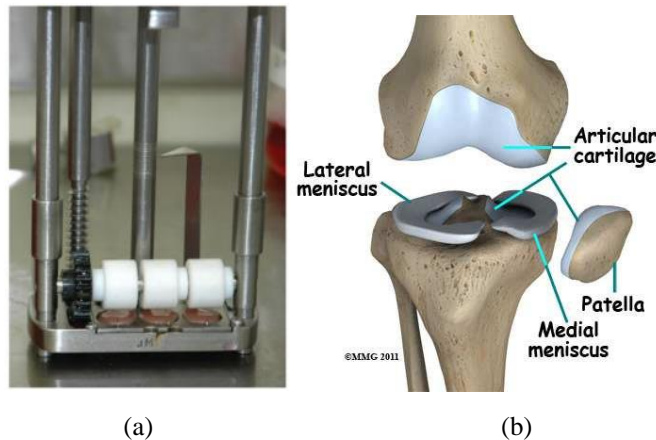 Articular
cartilage
Lateral
meniscus
Patella
Medial
meniscus
©MMG 2011
(a)
(b)